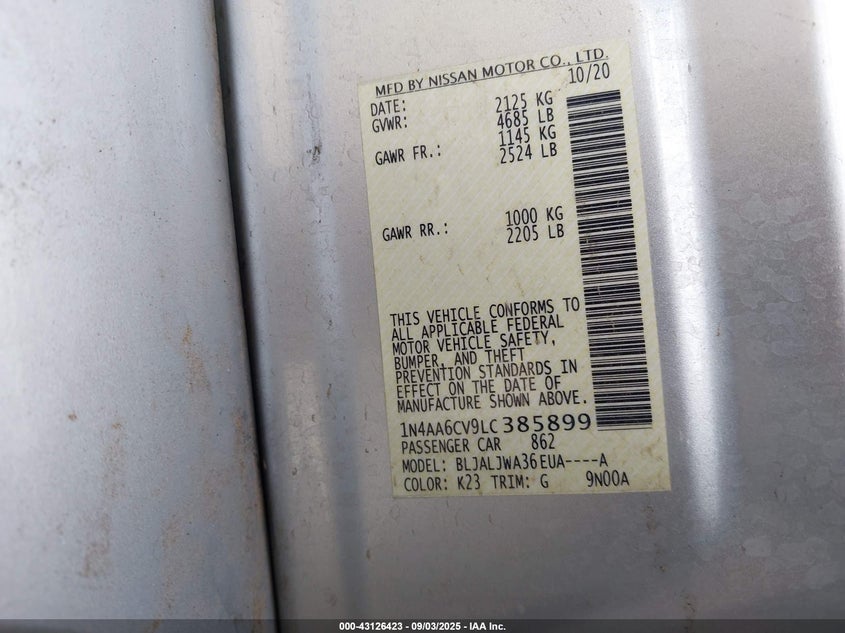 MFD BY NISSAN MOTOR CO., LTD.
DATE: 10/20
GVWR: 2125 KG
4685 LB
GAWR FR.: 1145 KG
2524 LB
GAWR RR.: 1000 KG
2205 LB
THIS VEHICLE CONFORMS TO
ALL APPLICABLE FEDERAL
MOTOR VEHICLE SAFETY,
BUMPER, AND THEFT
PREVENTION STANDARDS IN
EFFECT ON THE DATE OF
MANUFACTURE SHOWN ABOVE.
1N4AA6CV9LC385899
PASSENGER CAR 862
MODEL: BLJALJWA36EUA----A
COLOR: K23 TRIM: G 9N00A
000-43126423 - 09/03/2025 - IAA Inc.